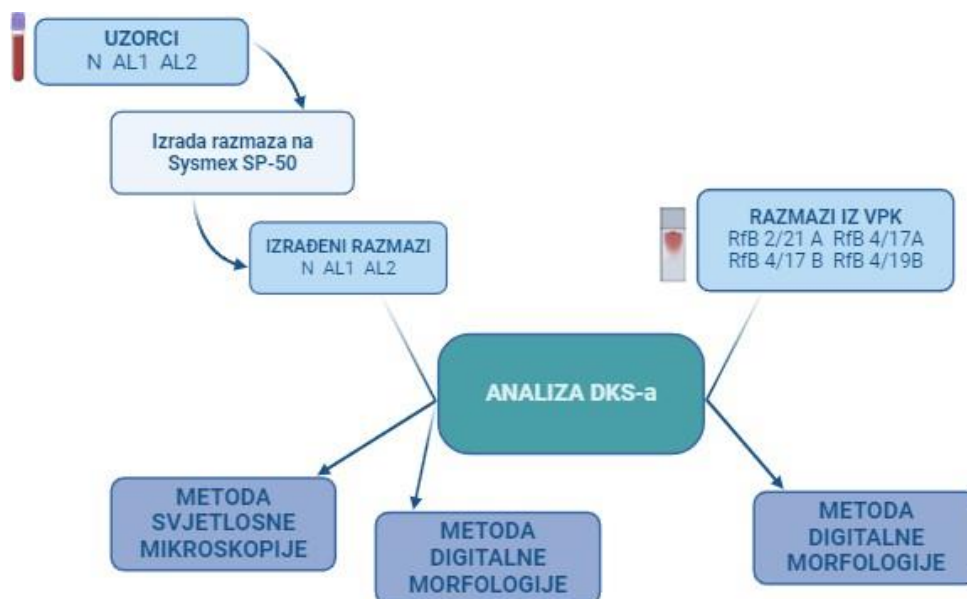 UZORCI
N AL1 AL2
Izrada razmaza na
Sysmex SP-50
IZRAĐENI RAZMAZI
N AL1 AL2
RAZMAZI IZ VPK
RfB 2/21 A RfB 4/17A
RfB 4/17 B RfB 4/19B
ANALIZA DKS-a
METODA
SVJETLOSNE
MIKROSKOPIJE
METODA
DIGITALNE
MORFOLOGIJE
METODA
DIGITALNE
MORFOLOGIJE